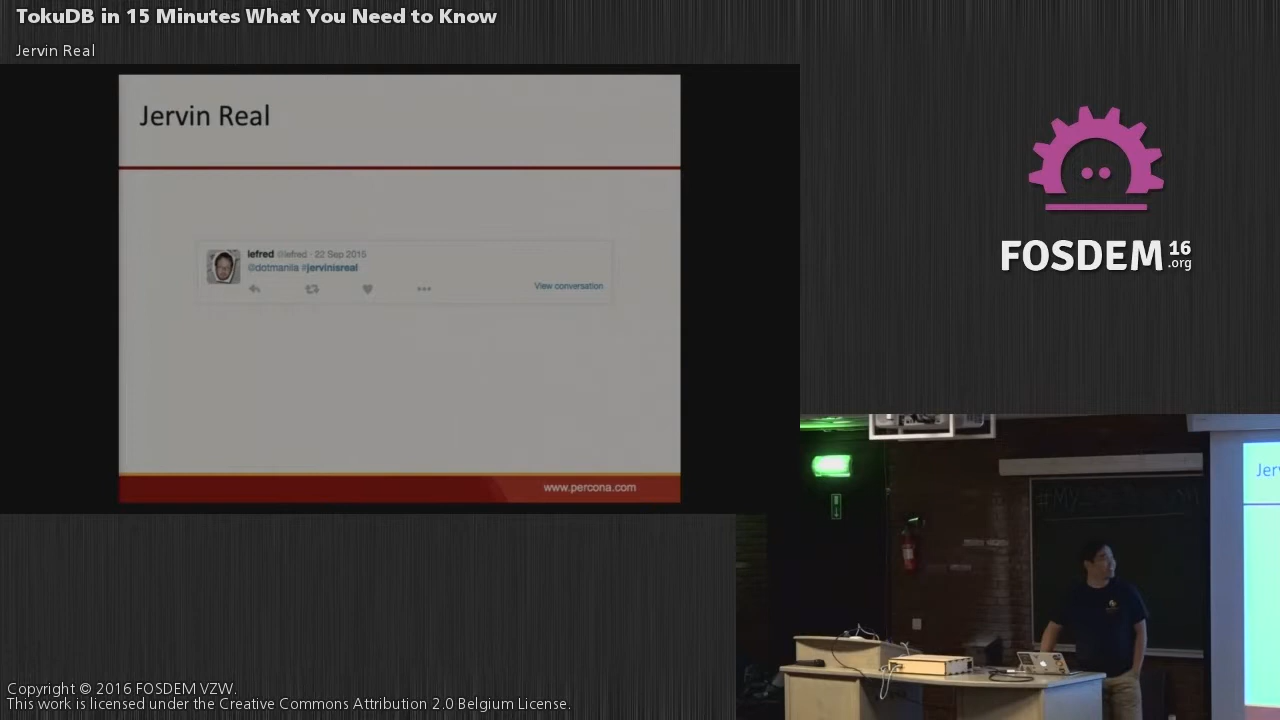 TokuDB in 15 Minutes What You Need to Know
Jervin Real
Jervin Real
lefred @lefred · 22 Sep 2015
@dotmanila #jervinisreal
View conversation
www.percona.com
FOSDEM 16 .org
Jer
Copyright © 2016 FOSDEM VZW.
This work is licensed under the Creative Commons Attribution 2.0 Belgium License.